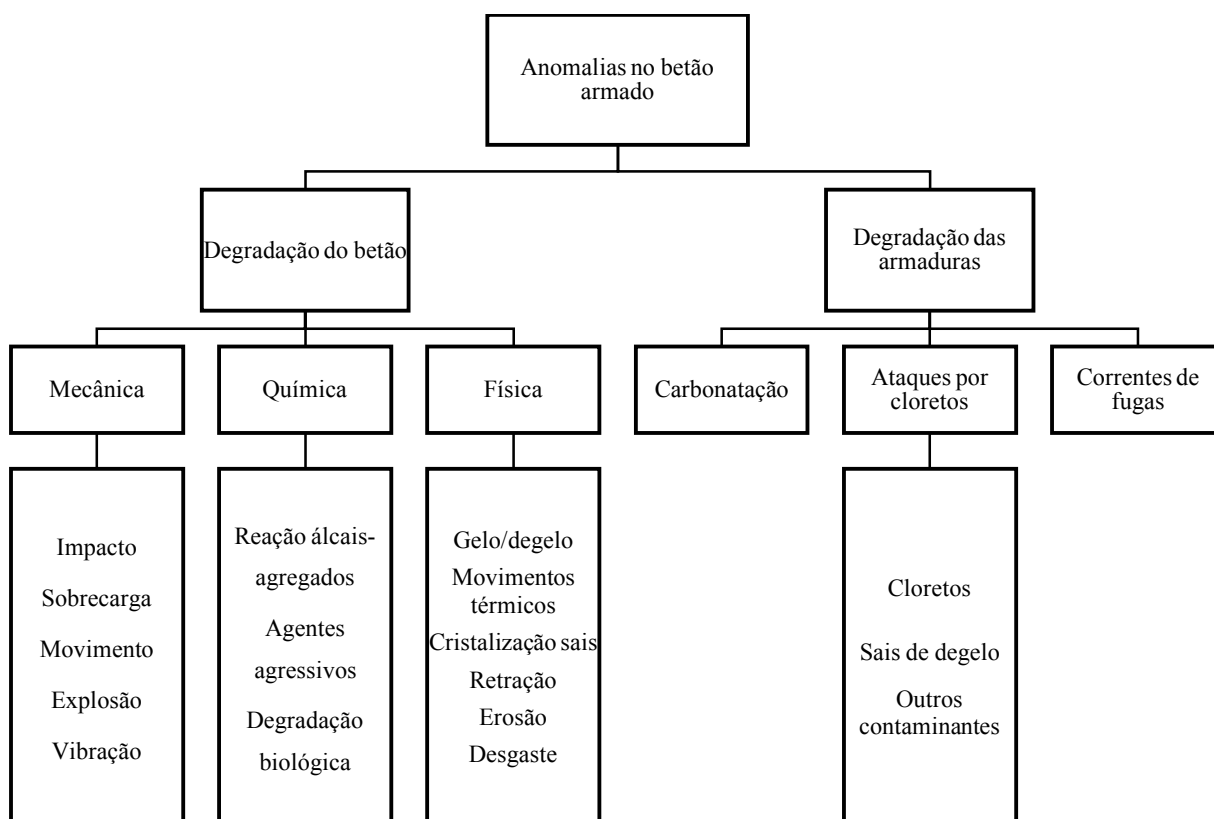 Anomalias no betão
armado
Degradação do betão
Degradação das
armaduras
Mecânica
Química
Física
Carbonatação
Ataques por
cloretos
Correntes de
fugas
Impacto
Sobrecarga
Movimento
Explosão
Vibração
Reação álcais-
agregados
Agentes
agressivos
Degradação
biológica
Gelo/degelo
Movimentos
térmicos
Cristalização sais
Retração
Erosão
Desgaste
Cloretos
Sais de degelo
Outros
contaminantes